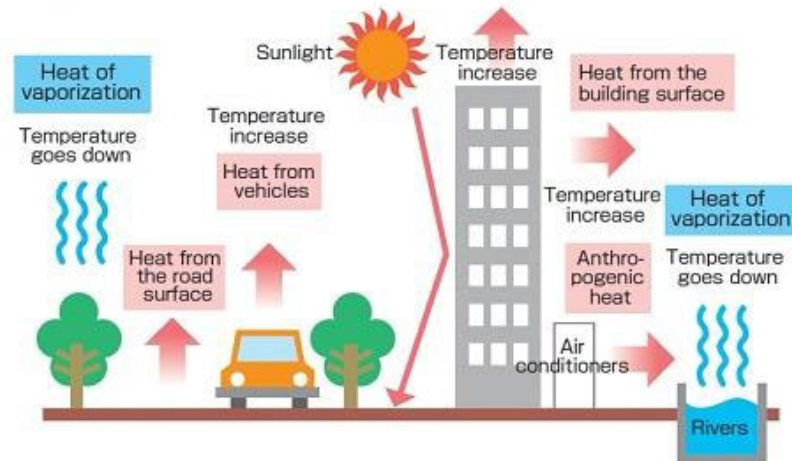 Sunlight
Temperature
increase
Heat of
vaporization
Temperature
goes down
Temperature
increase
Heat from
vehicles
Heat from
the road
surface
Heat from the
building surface
Temperature
increase
Anthro-
pogenic
heat
Heat of
vaporization
Temperature
goes down
Air
conditioners
Rivers